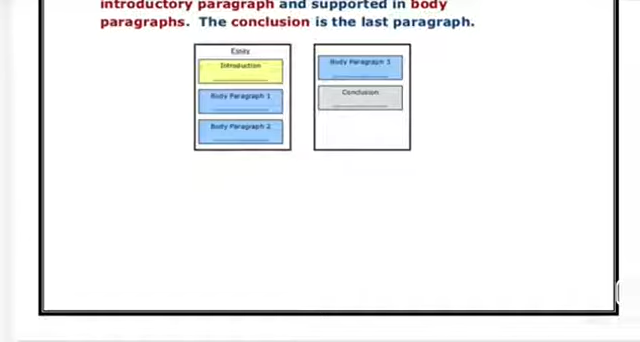 introductory paragraph and supported in body
paragraphs. The conclusion is the last paragraph.
Essay
Introduction
Body Paragraph 1
Body Paragraph 2
Body Paragraph 3
Conclusion